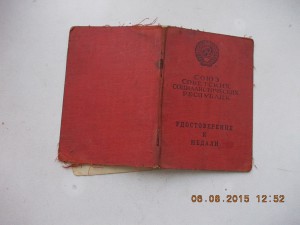 СОЮЗ
СОВЕТСКИХ
СОЦИАЛИСТИЧЕСКИХ
РЕСПУБЛИК
УДОСТОВЕРЕНИЕ
К
МЕДАЛИ
06.08.2015 12:52